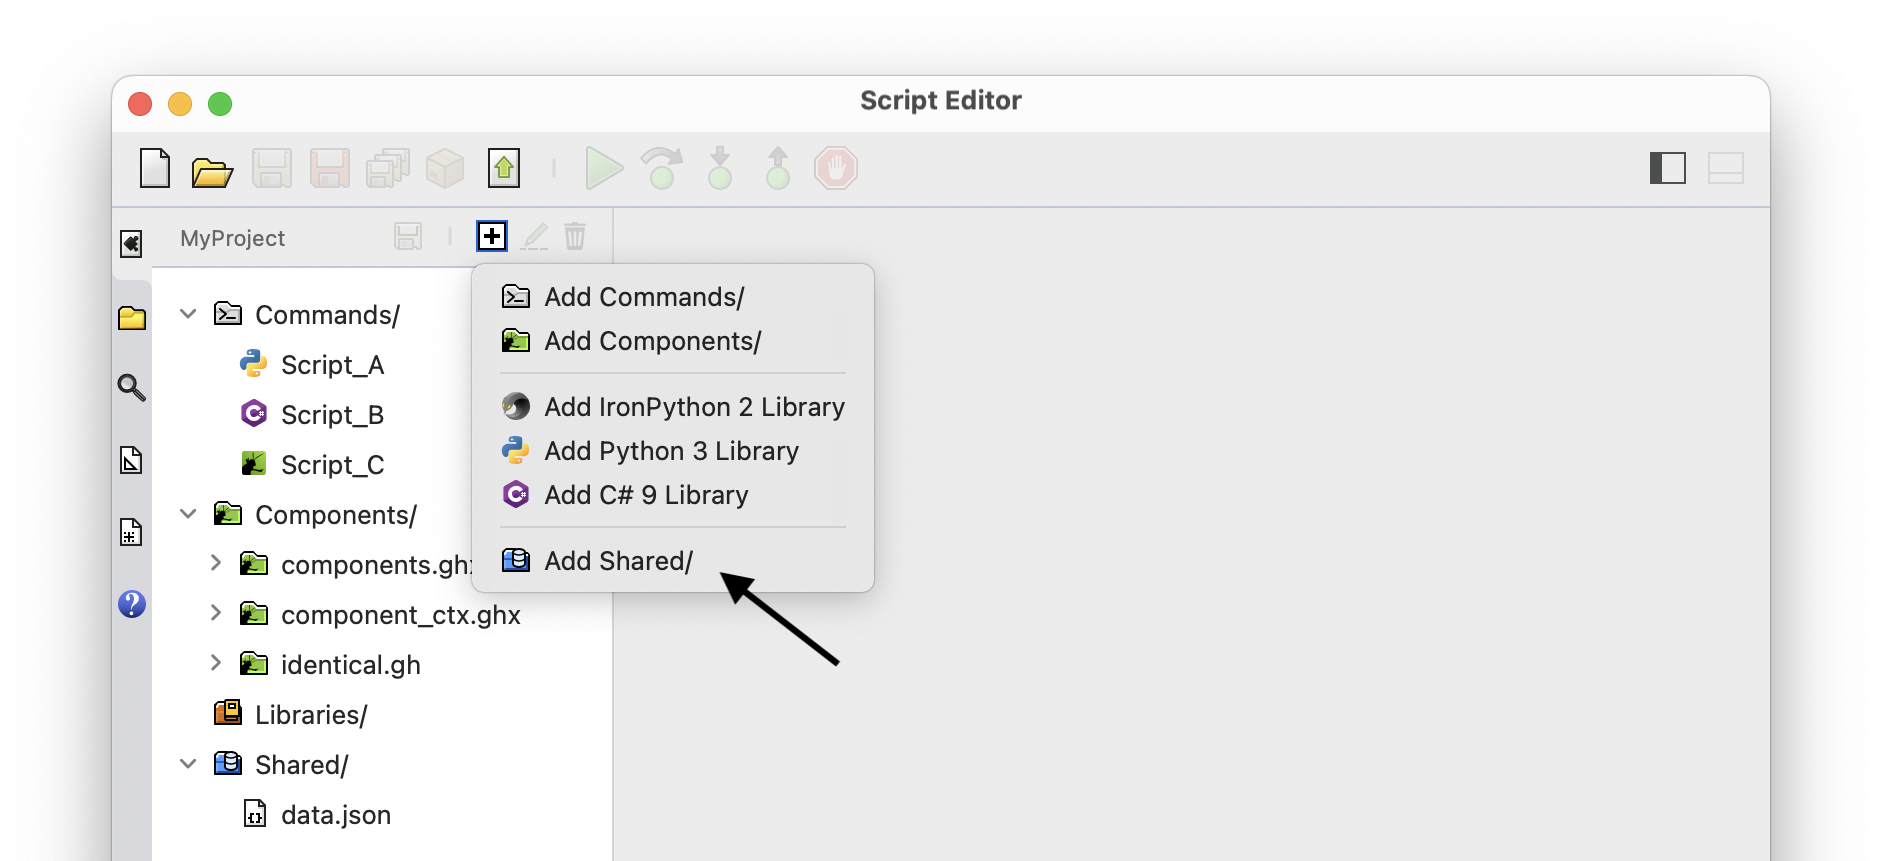 Script Editor
MyProject
Commands/
Script_A
Script_B
Script_C
Components/
components.gh
component_ctx.ghx
identical.gh
Libraries/
Shared/
data.json
Add Commands/
Add Components/
Add IronPython 2 Library
Add Python 3 Library
Add C# 9 Library
Add Shared/